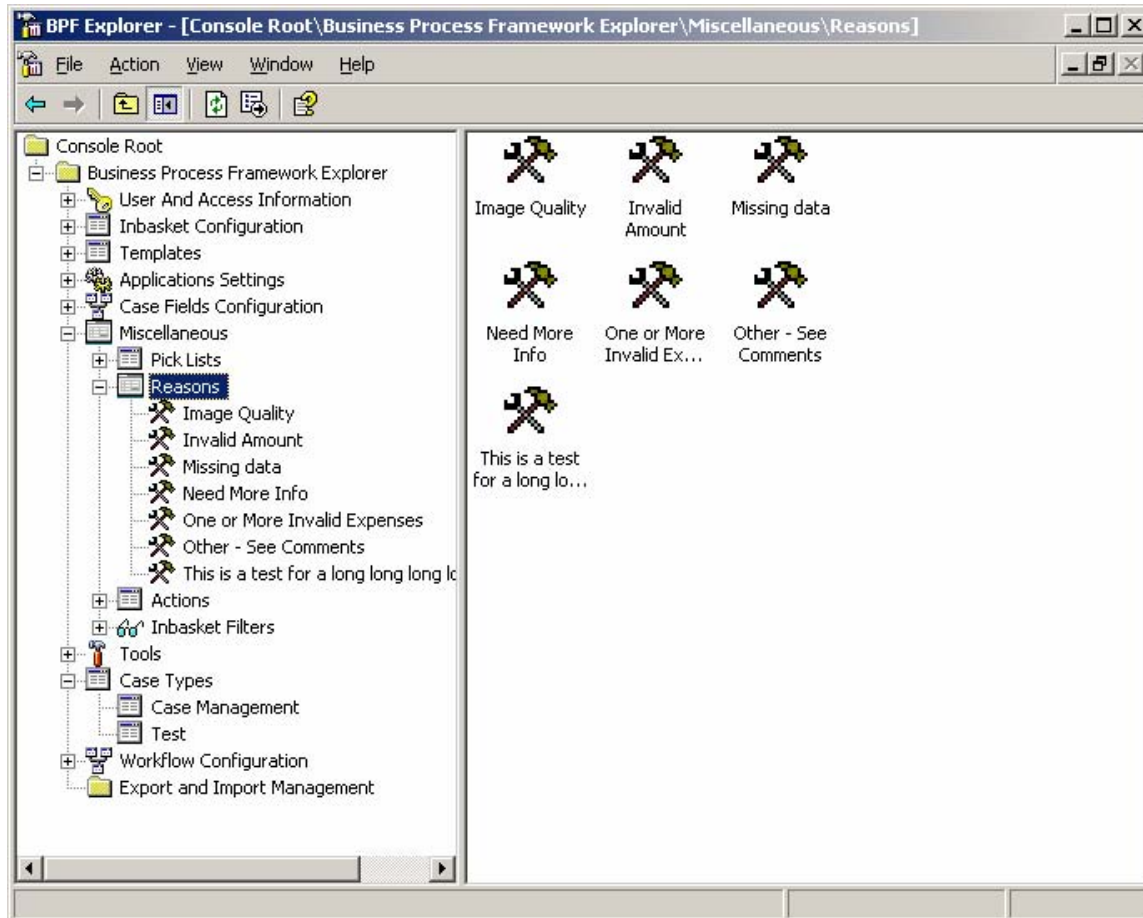 BPF Explorer - [Console Root\Business Process Framework Explorer\Miscellaneous\Reasons]
File Action View Window Help
Console Root
Business Process Framework Explorer
User And Access Information
Inbasket Configuration
Templates
Applications Settings
Case Fields Configuration
Miscellaneous
Pick Lists
Reasons
Image Quality
Invalid Amount
Missing data
Need More Info
One or More Invalid Expenses
Other - See Comments
This is a test for a long long long lo
Actions
Inbasket Filters
Tools
Case Types
Case Management
Test
Workflow Configuration
Export and Import Management
Image Quality
Invalid
Amount
Missing data
Need More
Info
One or More
Invalid Ex...
Other - See
Comments
This is a test
for a long lo...